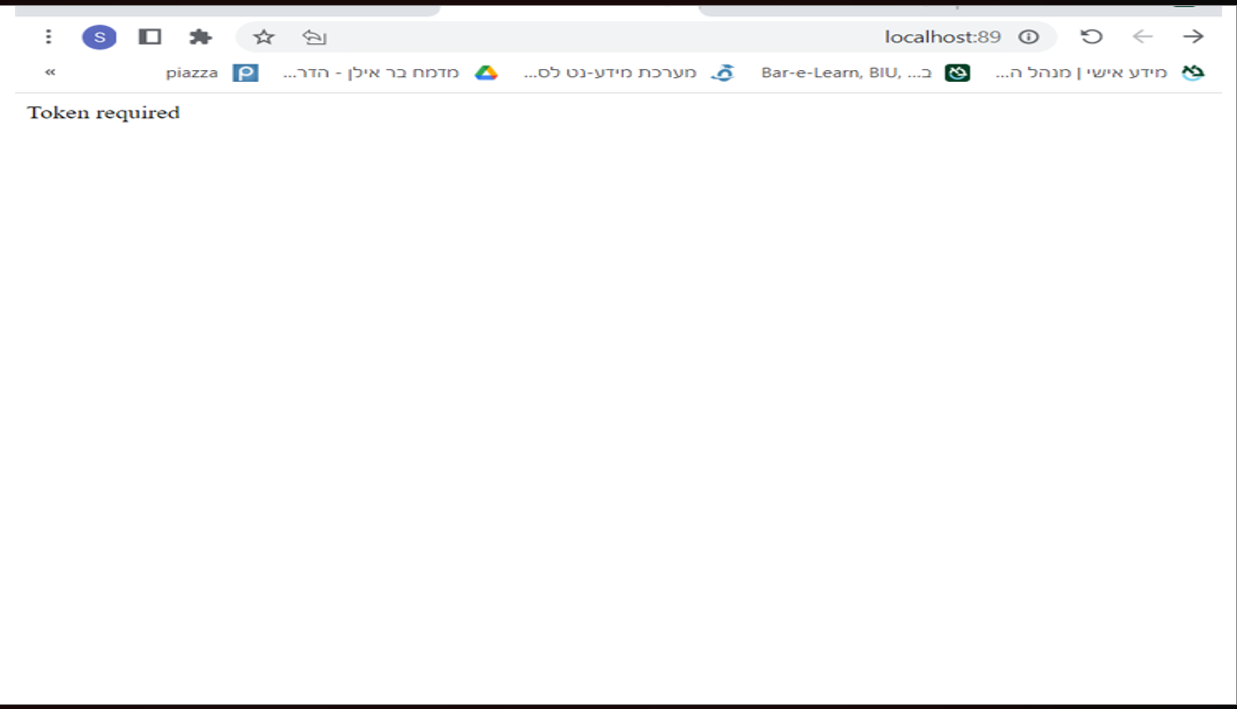 localhost:89
S
מידע אישי | מנהל ה...
Bar-e-Learn, BIU, ...ב
מערכת מידע-נט לס...
מדמח בר אילן - הדר...
piazza
»
Token required